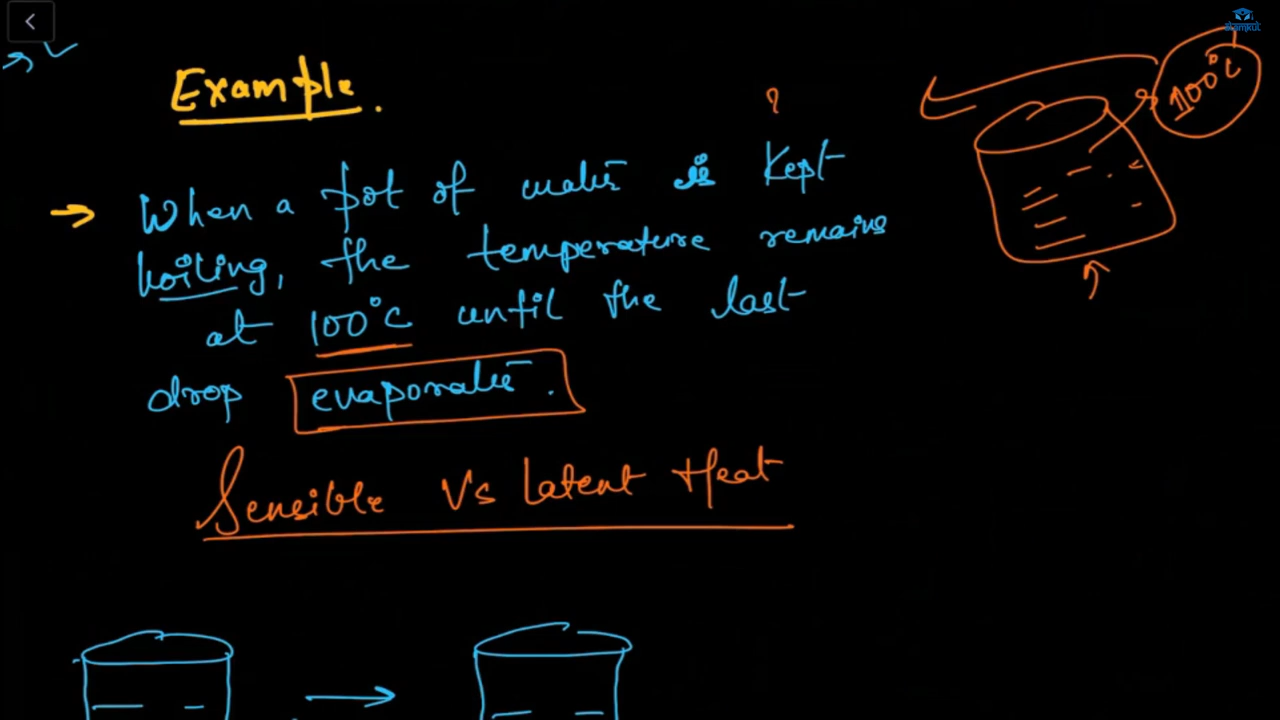 Example.
?
→ When a pot of water is kept
boiling, the temperature remains
at 100°C until the last
drop evaporates.
Sensible Vs Latent Heat
100°C